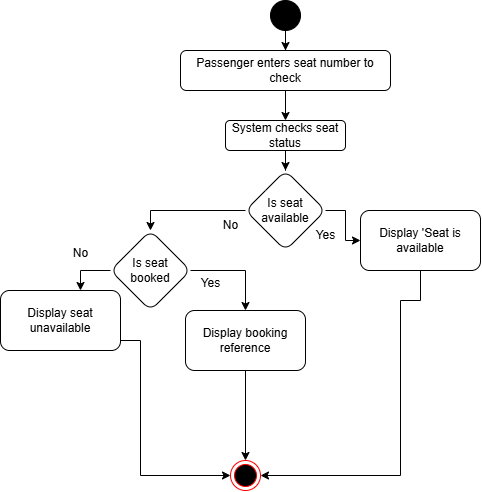 Passenger enters seat number to
check
System checks seat
status
Is seat
available
No
Yes
Display 'Seat is
available
No
Is seat
booked
Yes
Display seat
unavailable
Display booking
reference